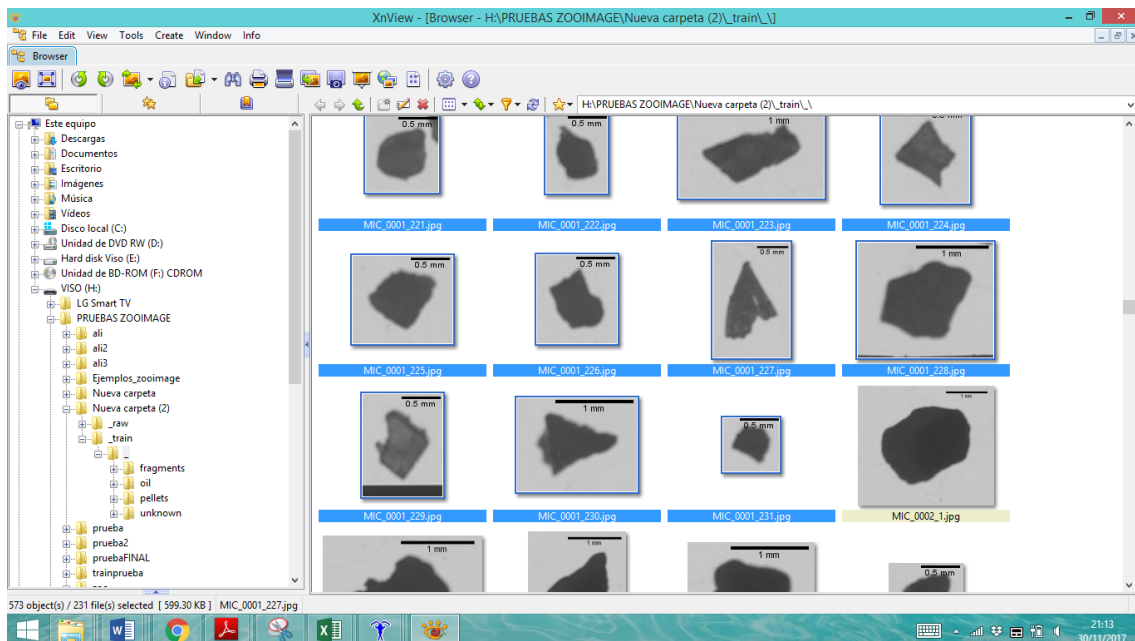 XnView - [Browser - H:\PRUEBAS ZOOIMAGE\Nueva carpeta (2)\_train\_\]
File Edit View Tools Create Window Info
Browser
H:\PRUEBAS ZOOIMAGE\Nueva carpeta (2)\_train\_\
Este equipo
Descargas
Documentos
Escritorio
Imágenes
Música
Vídeos
Disco local (C:)
Unidad de DVD RW (D:)
Hard disk Viso (E:)
Unidad de BD-ROM (F:) CDROM
VISO (H:)
LG Smart TV
PRUEBAS ZOOIMAGE
ali
ali2
ali3
Ejemplos_zooimage
Nueva carpeta
Nueva carpeta (2)
_raw
_train
_
fragments
oil
pellets
unknown
prueba
prueba2
pruebaFINAL
trainprueba
0.5 mm 0.5 mm 1 mm 0.5 mm
MIC_0001_221.jpg MIC_0001_222.jpg MIC_0001_223.jpg MIC_0001_224.jpg
0.5 mm 0.5 mm 0.5 mm 1 mm
MIC_0001_225.jpg MIC_0001_226.jpg MIC_0001_227.jpg MIC_0001_228.jpg
0.5 mm 1 mm 0.5 mm 1 mm
MIC_0001_229.jpg MIC_0001_230.jpg MIC_0001_231.jpg MIC_0002_1.jpg
1 mm 1 mm 1 mm 0.5 mm
573 object(s) / 231 file(s) selected [ 599.30 KB ] MIC_0001_227.jpg
21:13
30/11/2017